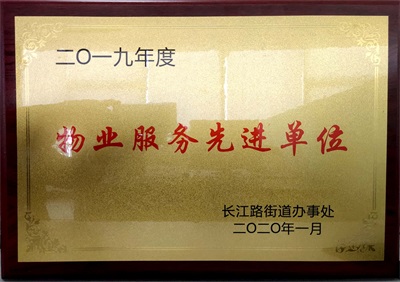 二〇一九年度
物业服务先进单位
长江路街道办事处
二〇二〇年一月